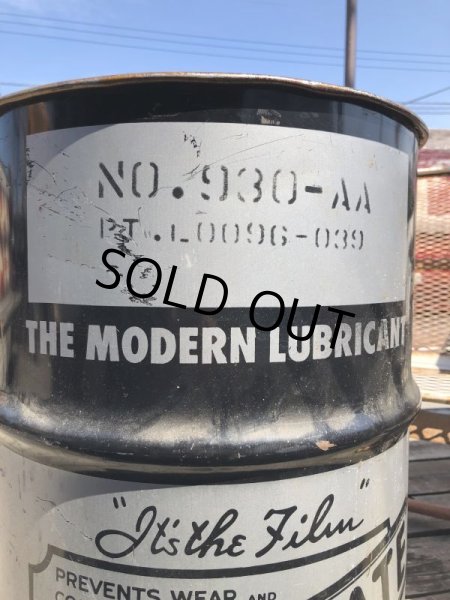 NO. 930-AA
PT. L0096-039
SOLD OUT
THE MODERN LUBRICANT
"It's the Film"
PREVENTS WEAR AND